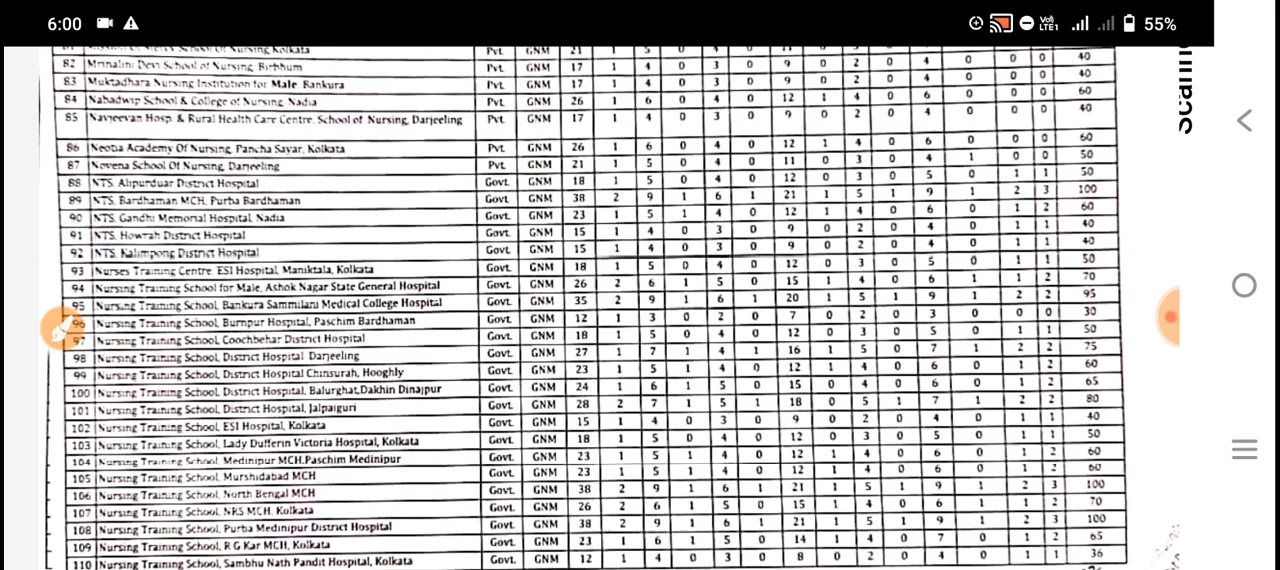 6:00 Vo) LTE1 55%
School Of Nursing Kolkata Pvt. GNM 21 1 5 0
82 Mrinalini Devi School of Nursing, Birbhum Pvt. GNM 17 1 4 0 3 0 9 0 2 0 4 0 0 0 40
83 Muktadhara Nursing Institution for Male, Bankura Pvt. GNM 17 1 4 0 3 0 9 0 2 0 4 0 0 0 40
84 Nabadwip School & College of Nursing, Nadia Pvt. GNM 26 1 6 0 4 0 12 1 4 0 6 0 0 0 60
85 Navjeevan Hosp. & Rural Health Care Centre, School of Nursing, Darjeeling Pvt. GNM 17 1 4 0 3 0 9 0 2 0 4 0 0 0 40
86 Neotia Academy Of Nursing, Pancha Sayar, Kolkata Pvt. GNM 26 1 6 0 4 0 12 1 4 0 6 0 0 0 60
87 Novena School Of Nursing, Darjeeling Pvt. GNM 21 1 5 0 4 0 11 0 3 0 4 1 0 0 50
88 NTS, Alipurduar District Hospital Govt. GNM 18 1 5 0 4 0 12 0 3 0 5 0 1 1 50
89 NTS, Bardhaman MCH, Purba Bardhaman Govt. GNM 38 2 9 1 6 1 21 1 5 1 9 1 2 3 100
90 NTS, Gandhi Memorial Hospital, Nadia Govt. GNM 23 1 5 1 4 0 12 1 4 0 6 0 1 2 60
91 NTS, Howrah District Hospital Govt. GNM 15 1 4 0 3 0 9 0 2 0 4 0 1 1 40
92 NTS, Kalimpong District Hospital Govt. GNM 15 1 4 0 3 0 9 0 2 0 4 0 1 1 40
93 Nurses Training Centre, ESI Hospital, Maniktala, Kolkata Govt. GNM 18 1 5 0 4 0 12 0 3 0 5 0 1 1 50
94 Nursing Training School for Male, Ashok Nagar State General Hospital Govt. GNM 26 2 6 1 5 0 15 1 4 0 6 1 1 2 70
95 Nursing Training School, Bankura Sammilani Medical College Hospital Govt. GNM 35 2 9 1 6 1 20 1 5 1 9 1 2 2 95
96 Nursing Training School, Burnpur Hospital, Paschim Bardhaman Govt. GNM 12 1 3 0 2 0 7 0 2 0 3 0 0 0 30
97 Nursing Training School, Coochbehar District Hospital Govt. GNM 18 1 5 0 4 0 12 0 3 0 5 0 1 1 50
98 Nursing Training School, District Hospital Darjeeling Govt. GNM 27 1 7 1 4 1 16 1 5 0 7 1 2 2 75
99 Nursing Training School, District Hospital Chinsurah, Hooghly Govt. GNM 23 1 5 1 4 0 12 1 4 0 6 0 1 2 60
100 Nursing Training School, District Hospital, Balurghat,Dakhin Dinajpur Govt. GNM 24 1 6 1 5 0 15 0 4 0 6 0 1 2 65
101 Nursing Training School, District Hospital, Jalpaiguri Govt. GNM 28 2 7 1 5 1 18 0 5 1 7 1 2 2 80
102 Nursing Training School, ESI Hospital, Kolkata Govt. GNM 15 1 4 0 3 0 9 0 2 0 4 0 1 1 40
103 Nursing Training School, Lady Dufferin Victoria Hospital, Kolkata Govt. GNM 18 1 5 0 4 0 12 0 3 0 5 0 1 1 50
104 Nursing Training School, Medinipur MCH,Paschim Medinipur Govt. GNM 23 1 5 1 4 0 12 1 4 0 6 0 1 2 60
105 Nursing Training School, Murshidabad MCH Govt. GNM 23 1 5 1 4 0 12 1 4 0 6 0 1 2 60
106 Nursing Training School, North Bengal MCH Govt. GNM 38 2 9 1 6 1 21 1 5 1 9 1 2 3 100
107 Nursing Training School, NRS MCH, Kolkata Govt. GNM 26 2 6 1 5 0 15 1 4 0 6 1 1 2 70
108 Nursing Training School, Purba Medinipur District Hospital Govt. GNM 38 2 9 1 6 1 21 1 5 1 9 1 2 3 100
109 Nursing Training School, R G Kar MCH, Kolkata Govt. GNM 23 1 6 1 5 0 14 1 4 0 7 0 1 2 65
110 Nursing Training School, Sambhu Nath Pandit Hospital, Kolkata Govt. GNM 12 1 4 0 3 0 8 0 2 0 4 0 1 1 36